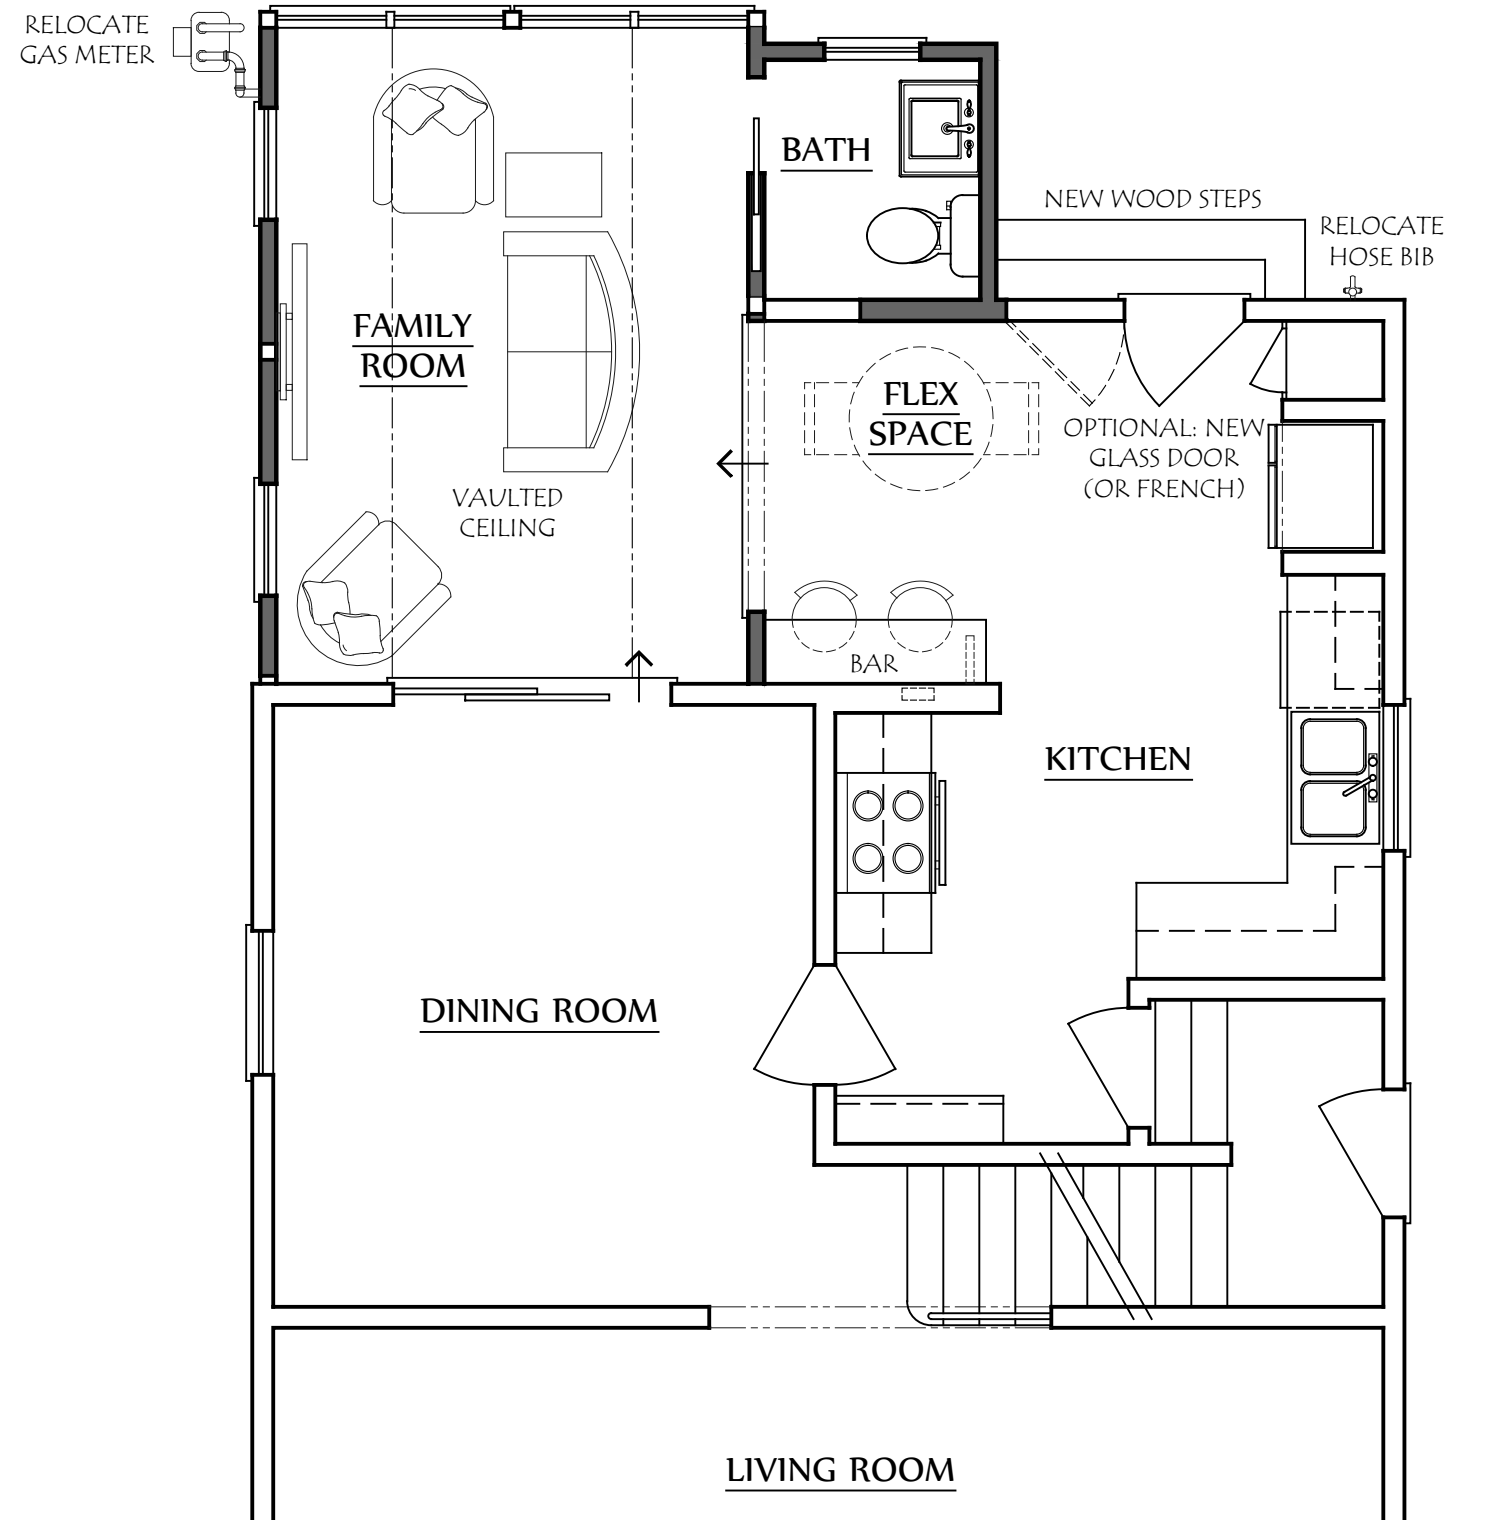 RELOCATE
GAS METER
BATH
NEW WOOD STEPS
RELOCATE
HOSE BIB
FAMILY
ROOM
FLEX
SPACE
OPTIONAL: NEW
GLASS DOOR
(OR FRENCH)
VAULTED
CEILING
BAR
KITCHEN
DINING ROOM
LIVING ROOM